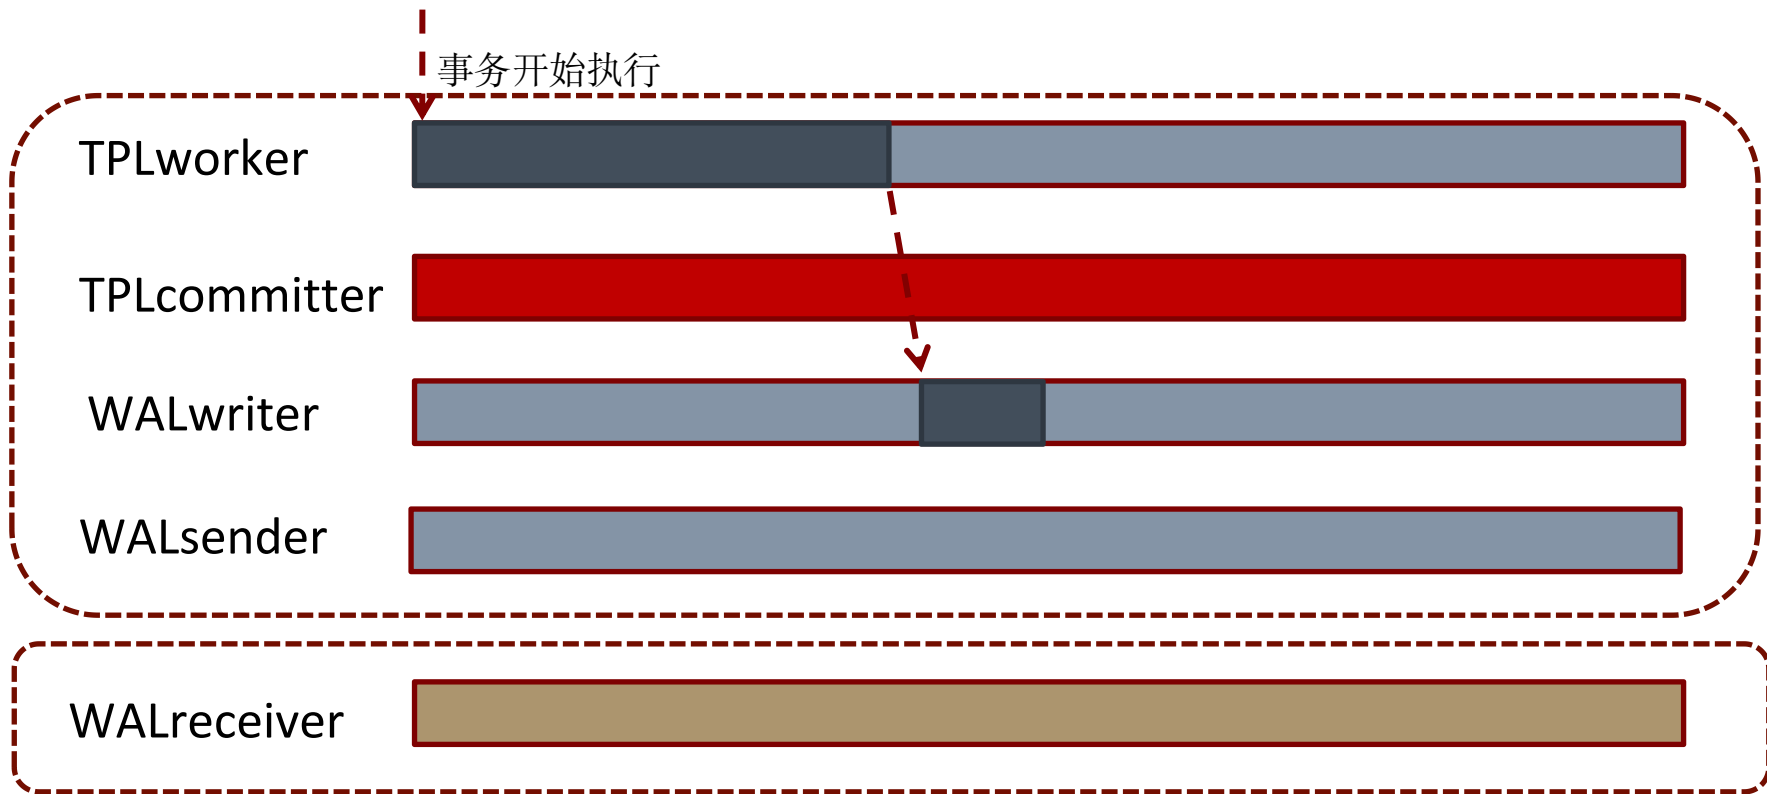 事务开始执行
TPLworker
TPLcommitter
WALwriter
WALsender
WALreceiver